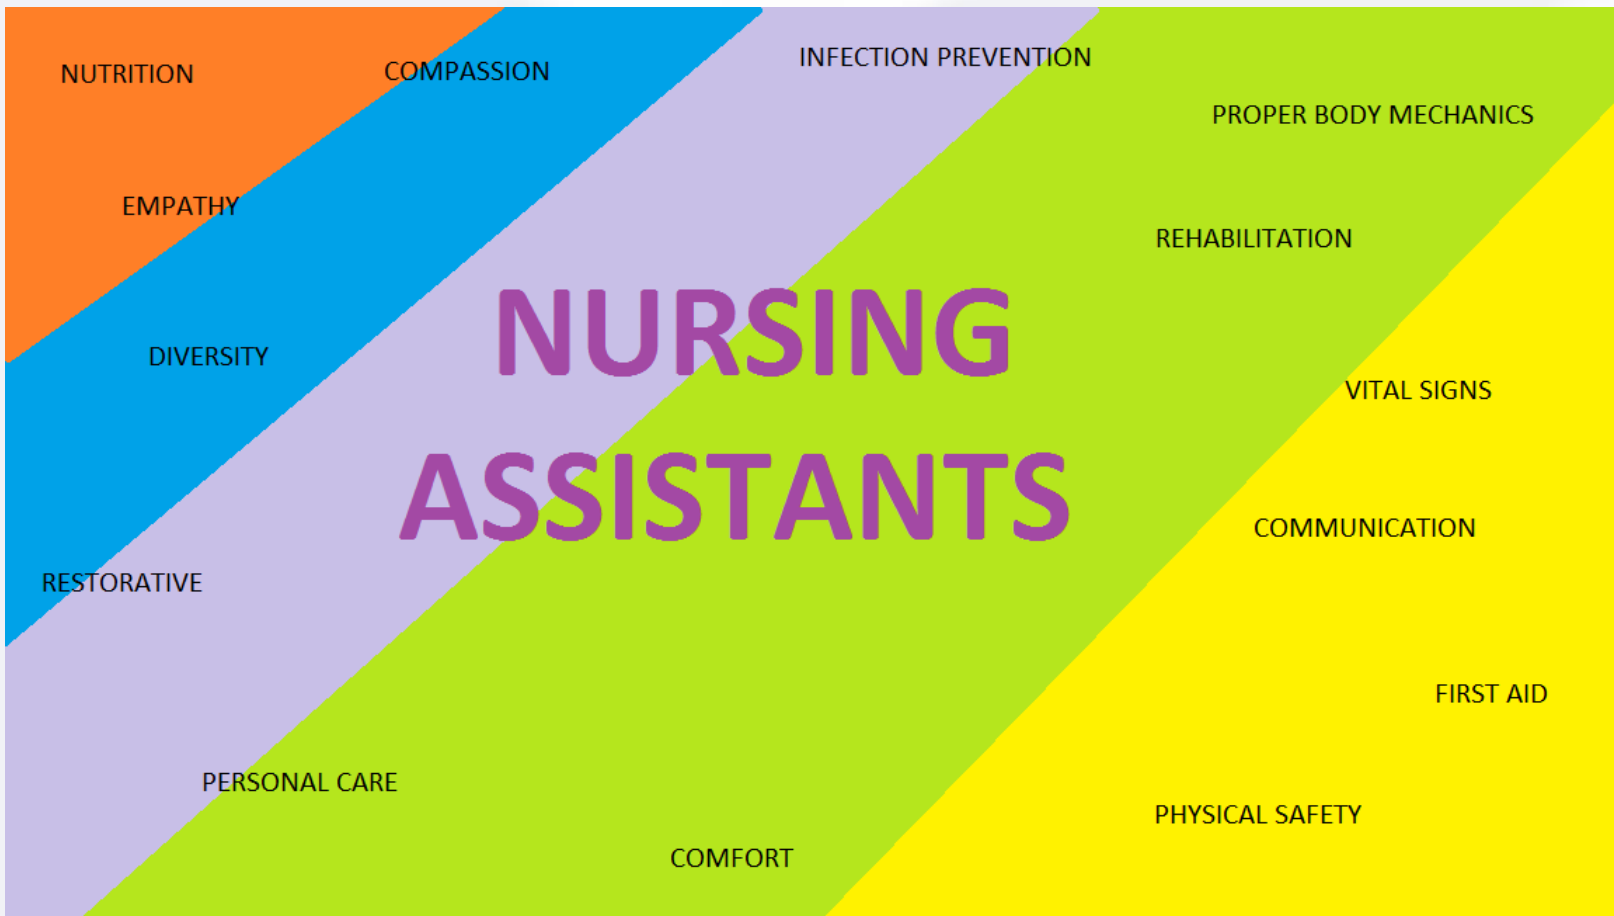 INFECTION PREVENTION
NUTRITION
COMPASSION
PROPER BODY MECHANICS
EMPATHY
REHABILITATION
NURSING
ASSISTANTS
DIVERSITY
VITAL SIGNS
COMMUNICATION
RESTORATIVE
FIRST AID
PERSONAL CARE
PHYSICAL SAFETY
COMFORT